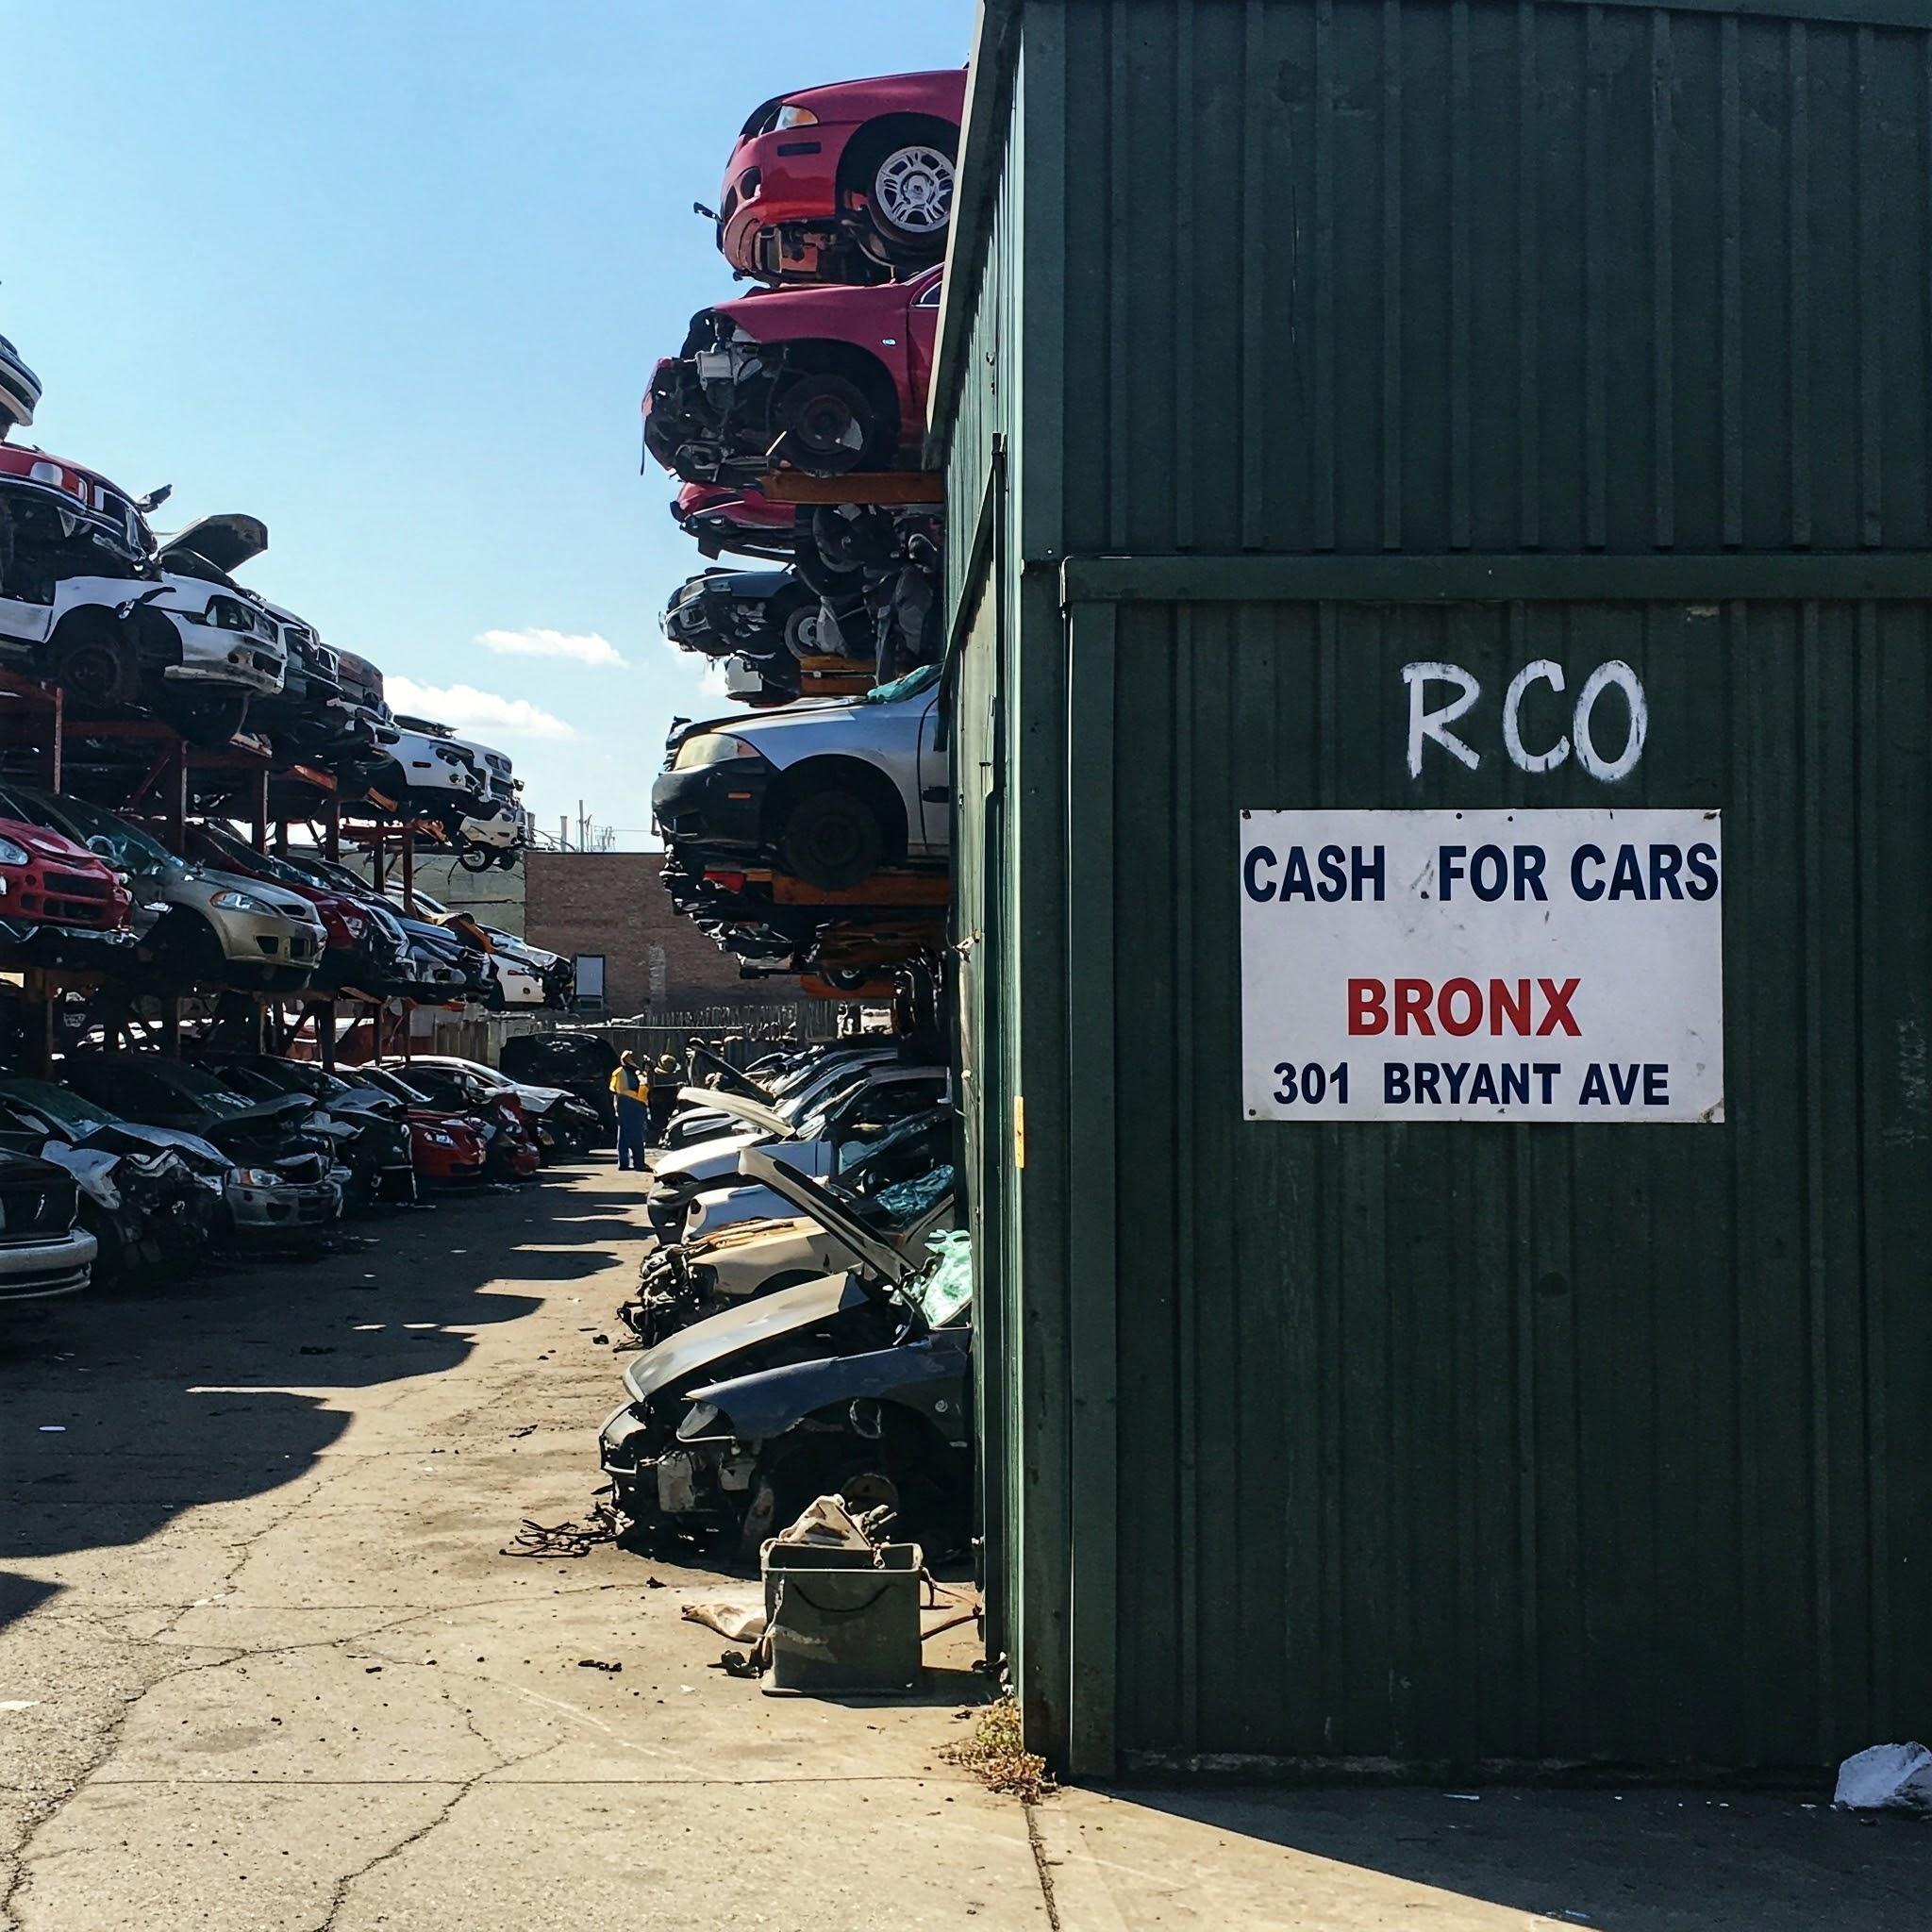 RCO
CASH FOR CARS
BRONX
301 BRYANT AVE